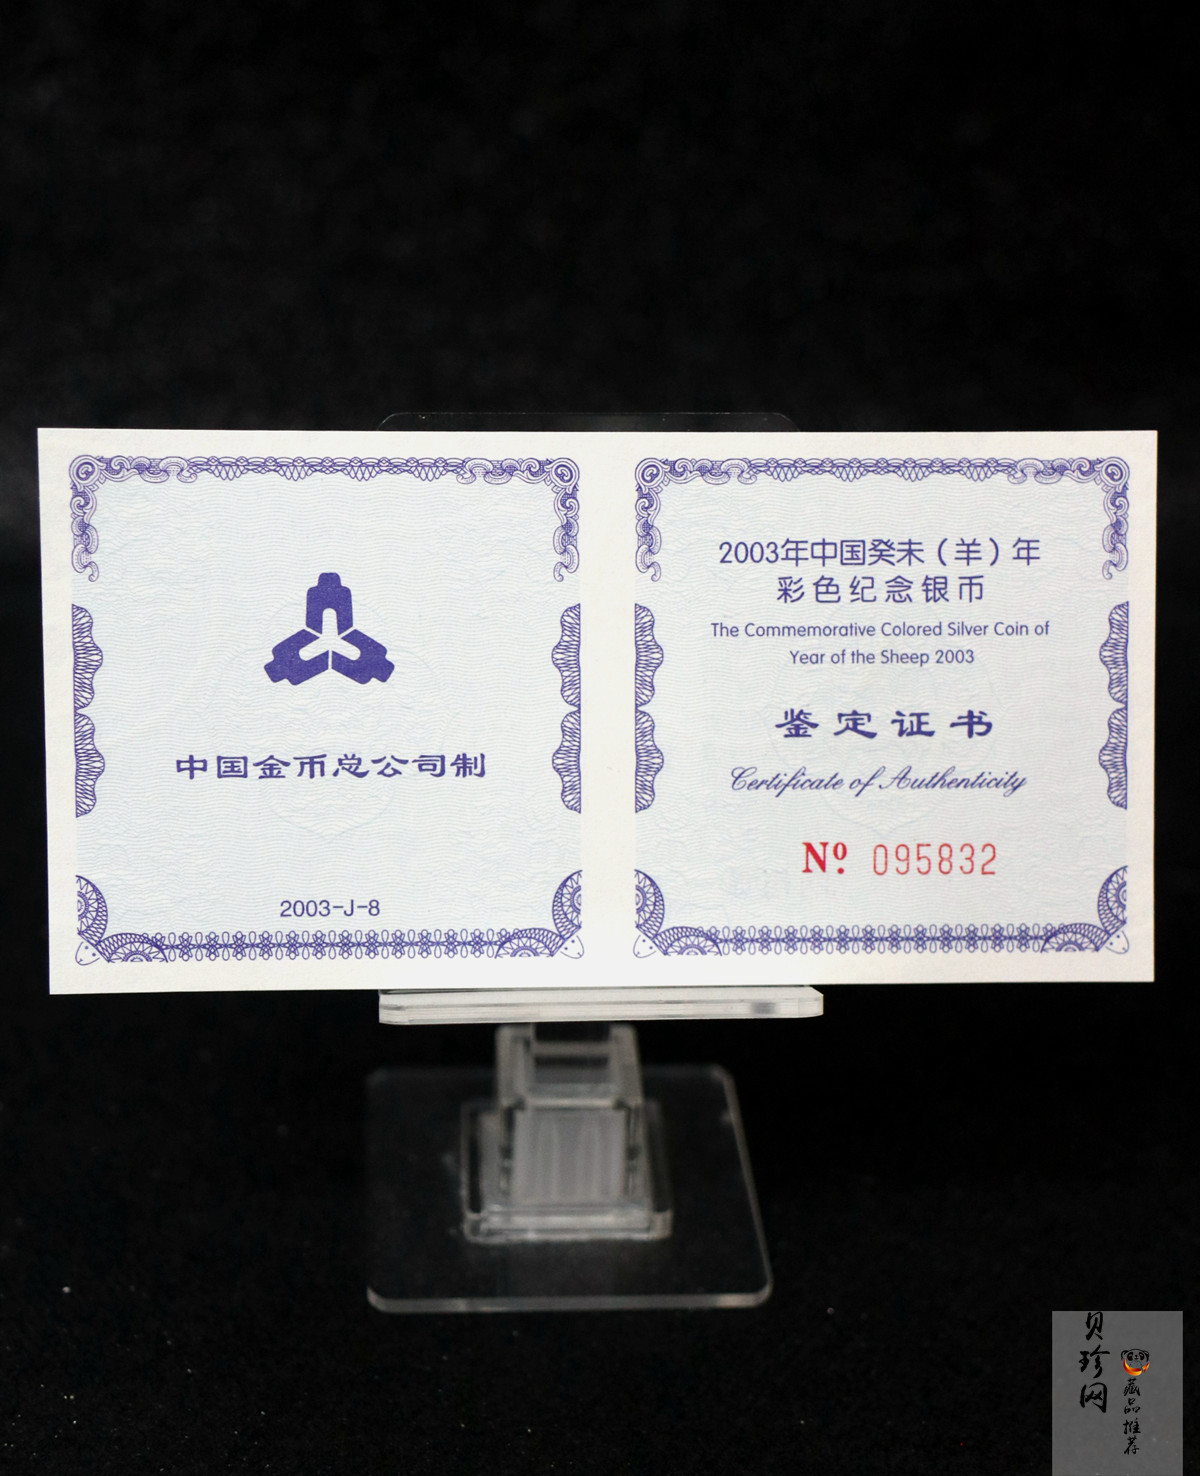 中国金币总公司制
2003-J-8
2003年中国癸未（羊）年
彩色纪念银币
The Commemorative Colored Silver Coin of
Year of the Sheep 2003
鉴定证书
Certificate of Authenticity
Nº. 095832
贝珍网
藏品推荐